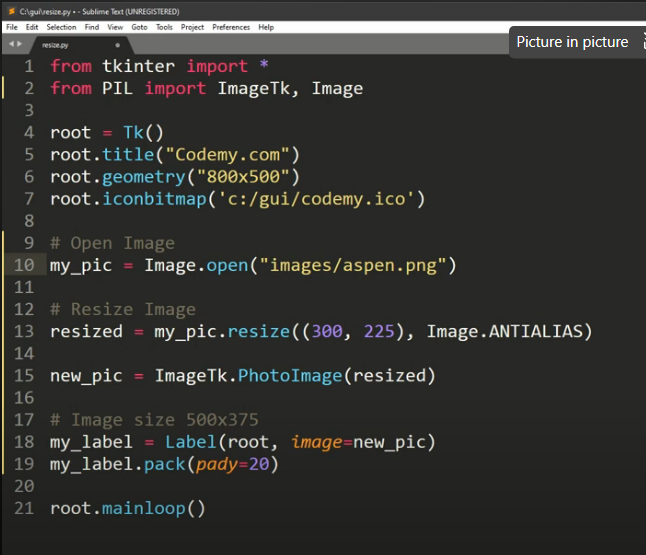 C:\gui\resize.py • - Sublime Text (UNREGISTERED)
File Edit Selection Find View Goto Tools Project Preferences Help
resize.py
Picture in picture
1 from tkinter import *
2 from PIL import ImageTk, Image
3
4 root = Tk()
5 root.title("Codemy.com")
6 root.geometry("800x500")
7 root.iconbitmap('c:/gui/codemy.ico')
8
9 # Open Image
10 my_pic = Image.open("images/aspen.png")
11
12 # Resize Image
13 resized = my_pic.resize((300, 225), Image.ANTIALIAS)
14
15 new_pic = ImageTk.PhotoImage(resized)
16
17 # Image size 500x375
18 my_label = Label(root, image=new_pic)
19 my_label.pack(pady=20)
20
21 root.mainloop()